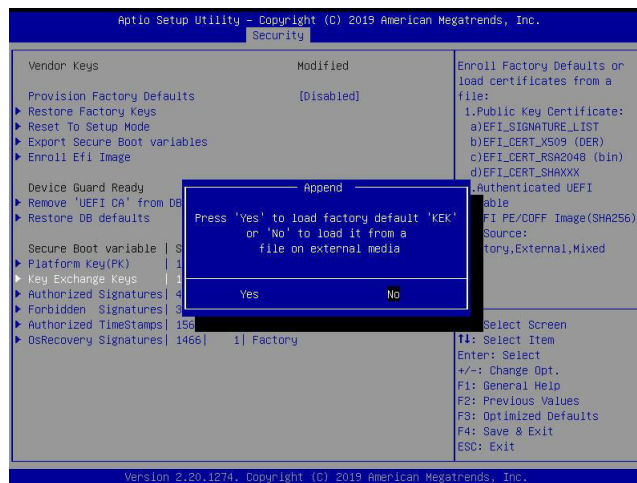 Aptio Setup Utility – Copyright (C) 2019 American Megatrends, Inc.
Security
Vendor Keys Modified
Provision Factory Defaults [Disabled]
Restore Factory Keys
Reset To Setup Mode
Export Secure Boot variables
Enroll Efi Image
Device Guard Ready
Remove 'UEFI CA' from DB
Restore DB defaults
Secure Boot variable | S
Platform Key(PK) | 1
Key Exchange Keys | 1
Authorized Signatures| 4
Forbidden Signatures| 3
Authorized TimeStamps| 156
OsRecovery Signatures| 1466| 1| Factory
Append
Press 'Yes' to load factory default 'KEK'
or 'No' to load it from a
file on external media
Yes No
Enroll Factory Defaults or
load certificates from a
file:
1.Public Key Certificate:
a)EFI_SIGNATURE_LIST
b)EFI_CERT_X509 (DER)
c)EFI_CERT_RSA2048 (bin)
d)EFI_CERT_SHAXXX
.Authenticated UEFI
able
FI PE/COFF Image(SHA256)
Source:
tory,External,Mixed
Select Screen
↑↓: Select Item
Enter: Select
+/-: Change Opt.
F1: General Help
F2: Previous Values
F3: Optimized Defaults
F4: Save & Exit
ESC: Exit
Version 2.20.1274. Copyright (C) 2019 American Megatrends, Inc.